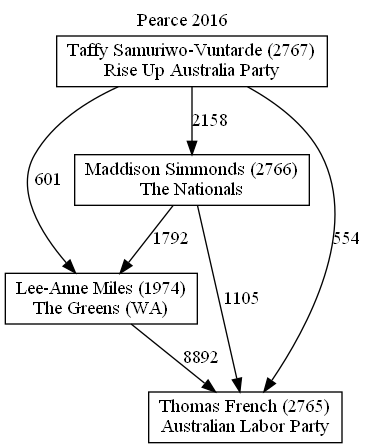 Pearce 2016
Taffy Samuriwo-Vuntarde (2767)
Rise Up Australia Party
2158
Maddison Simmonds (2766)
The Nationals
601
1792
554
Lee-Anne Miles (1974)
The Greens (WA)
1105
8892
Thomas French (2765)
Australian Labor Party